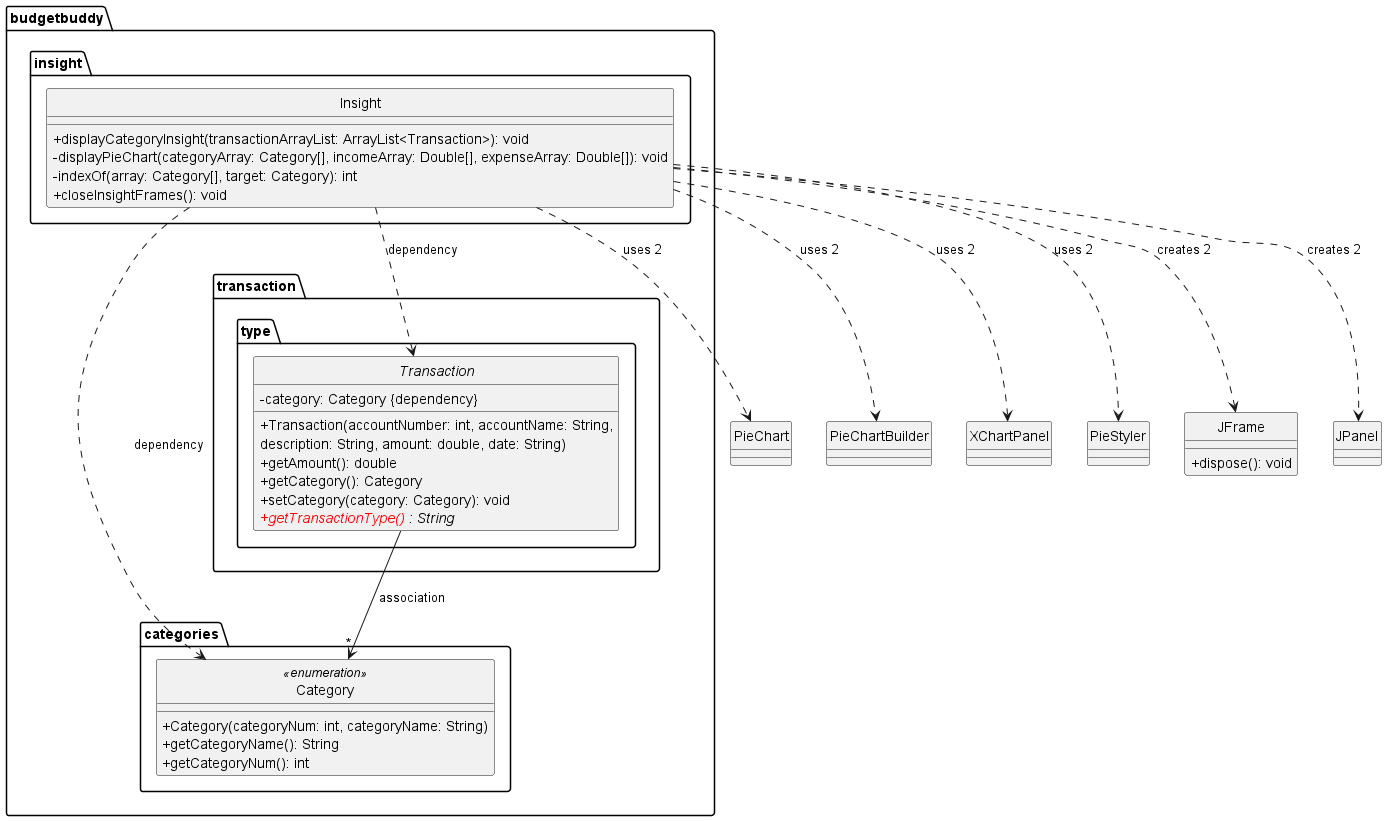 budgetbuddy
insight
Insight
+displayCategoryInsight(transactionArrayList: ArrayList<Transaction>): void
-displayPieChart(categoryArray: Category[], incomeArray: Double[], expenseArray: Double[]): void
-indexOf(array: Category[], target: Category): int
+closeInsightFrames(): void
dependency
uses 2
uses 2
uses 2
uses 2
creates 2
creates 2
transaction
type
Transaction
-category: Category {dependency}
+Transaction(accountNumber: int, accountName: String,
description: String, amount: double, date: String)
+getAmount(): double
+getCategory(): Category
+setCategory(category: Category): void
+getTransactionType() : String
PieChart
PieChartBuilder
XChartPanel
PieStyler
JFrame
+dispose(): void
JPanel
dependency
association
*
categories
«enumeration»
Category
+Category(categoryNum: int, categoryName: String)
+getCategoryName(): String
+getCategoryNum(): int